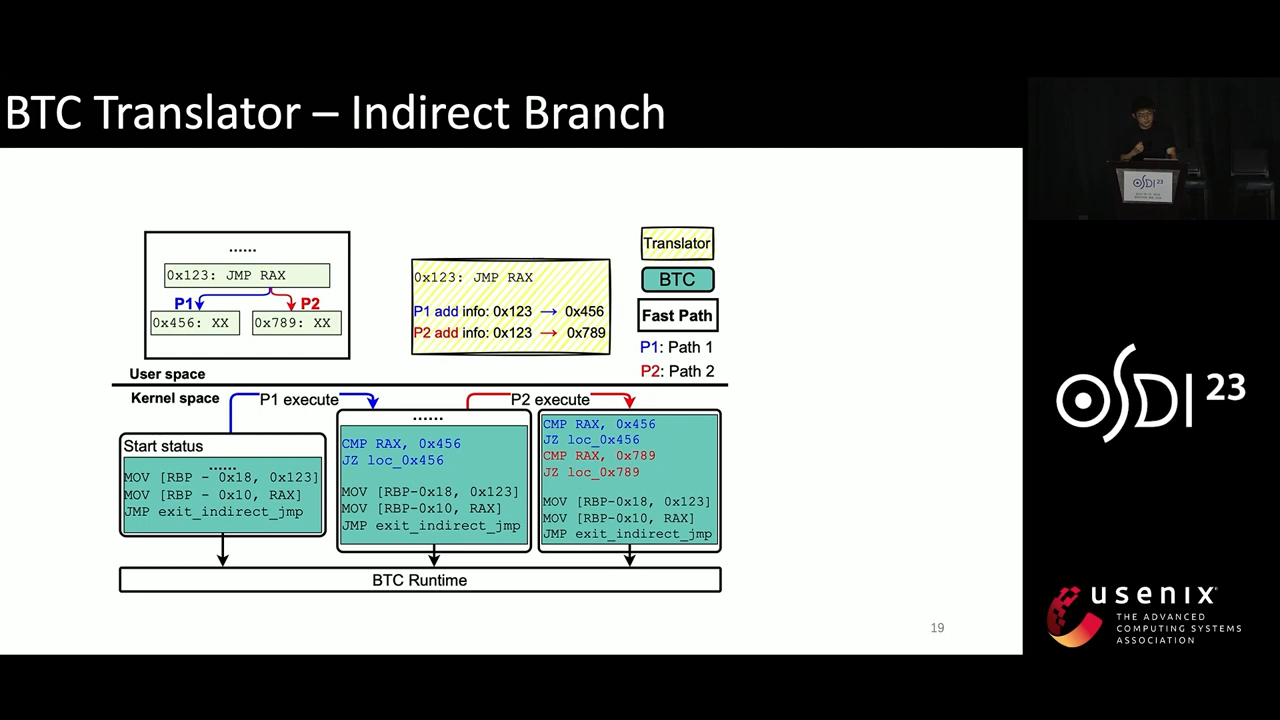 BTC Translator – Indirect Branch
......
0x123: JMP RAX
P1
P2
0x456: XX
0x789: XX
0x123: JMP RAX
P1 add info: 0x123 → 0x456
P2 add info: 0x123 → 0x789
Translator
BTC
Fast Path
P1: Path 1
P2: Path 2
User space
Kernel space
P1 execute
P2 execute
Start status
......
MOV [RBP - 0x18, 0x123]
MOV [RBP - 0x10, RAX]
JMP exit_indirect_jmp
......
CMP RAX, 0x456
JZ loc_0x456
MOV [RBP-0x18, 0x123]
MOV [RBP-0x10, RAX]
JMP exit_indirect_jmp
CMP RAX, 0x456
JZ loc_0x456
CMP RAX, 0x789
JZ loc_0x789
MOV [RBP-0x18, 0x123]
MOV [RBP-0x10, RAX]
JMP exit_indirect_jmp
BTC Runtime
19
OSDI 23
OSDI 23
usenix
THE ADVANCED
COMPUTING SYSTEMS
ASSOCIATION